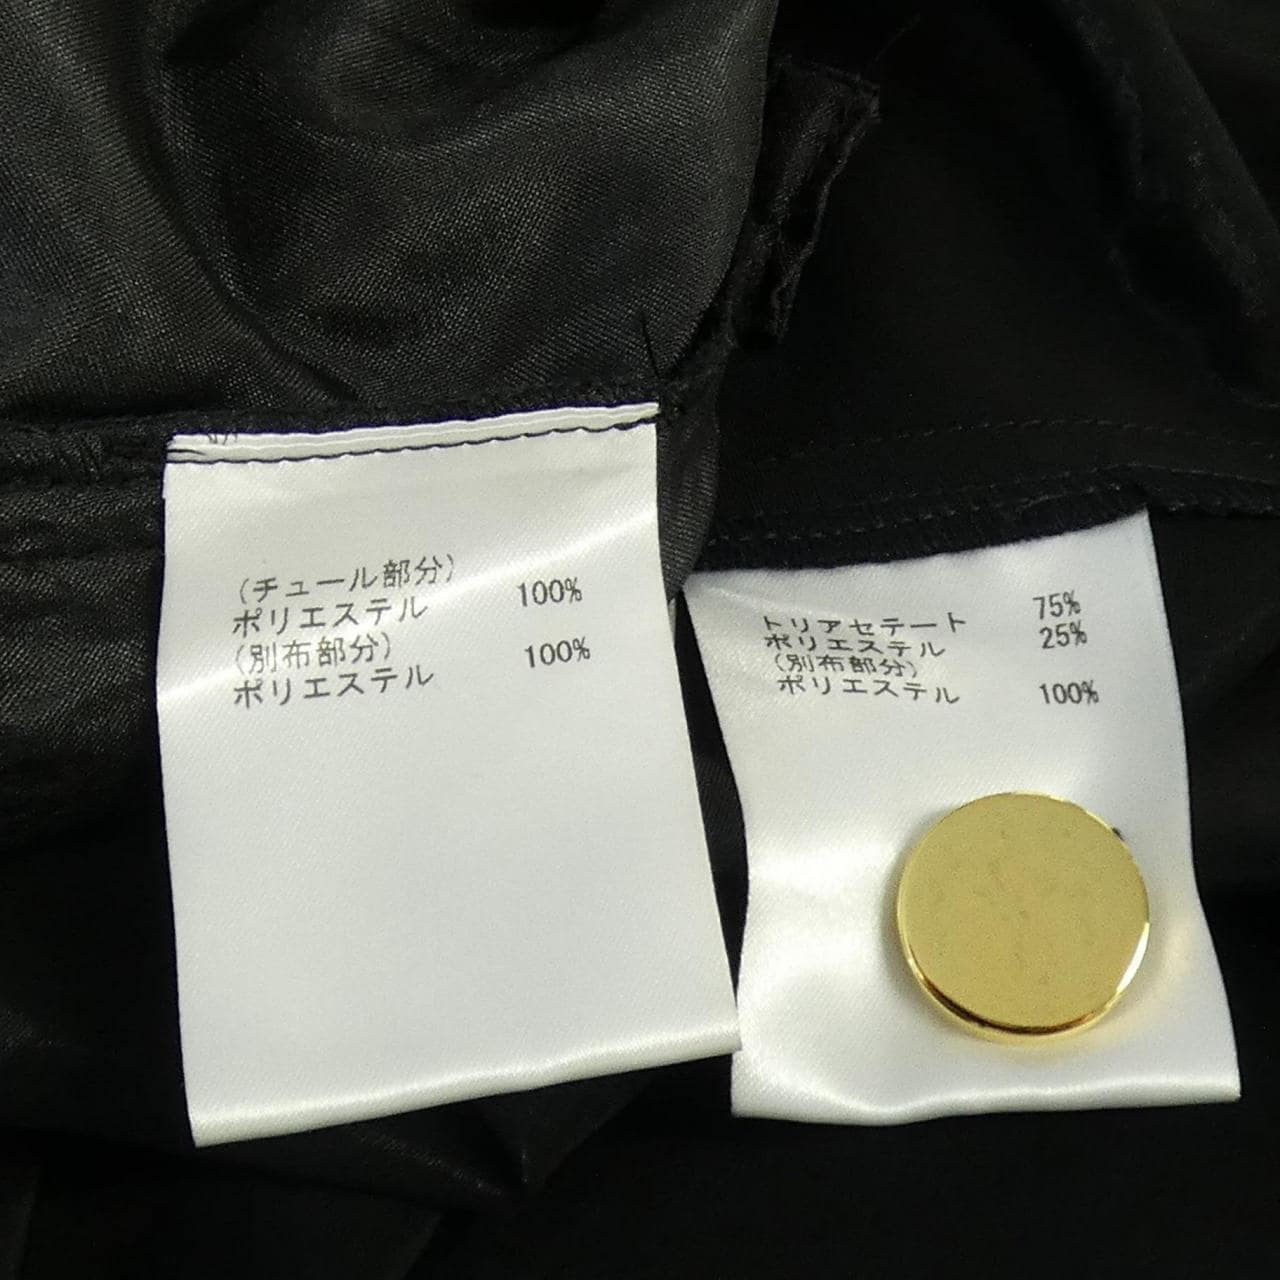 (チュール部分)
ポリエステル 100%
(別布部分)
ポリエステル 100%
トリアセテート 75%
ポリエステル 25%
(別布部分)
ポリエステル 100%